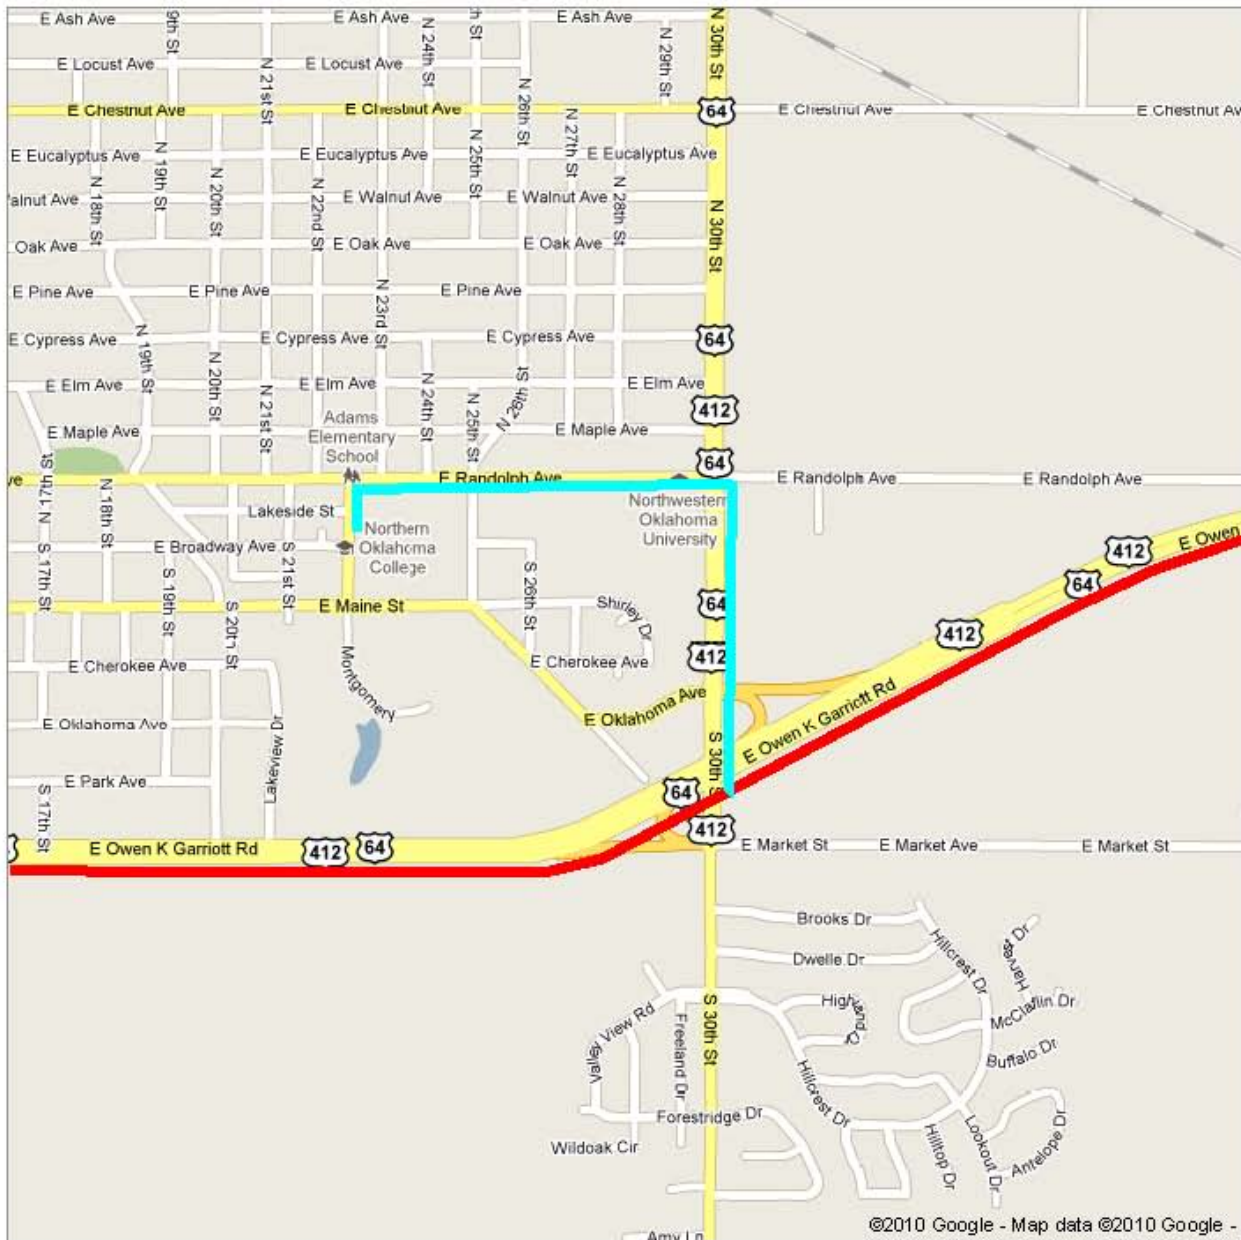 E Ash Ave
9th St
E Ash Ave
N 30th St
N 24th St
N 29th St
E Locust Ave
E Locust Ave
N 21st St
N 26th St
E Chestnut Ave
E Chestnut Ave
64
E Chestnut Ave
E Chestnut Av
N 27th St
N 25th St
E Eucalyptus Ave
E Eucalyptus Ave
E Eucalyptus Ave
N 18th St
N 19th St
N 20th St
N 22nd St
N 28th St
alnut Ave
E Walnut Ave
E Walnut Ave
N 30th St
Oak Ave
E Oak Ave
E Oak Ave
E Pine Ave
E Pine Ave
N 23rd St
E Pine Ave
E Cypress Ave
N 19th St
E Cypress Ave
E Cypress Ave
64
N 20th St
N 21st St
N 24th St
N 25th St
N 26th St
E Elm Ave
E Elm Ave
E Elm Ave
412
Adams
Elementary
School
E Maple Ave
E Maple Ave
64
ve
N 17th St
N 18th St
E Randolph Ave
E Randolph Ave
E Randolph Ave
Northwestern
Oklahoma
University
Lakeside St
Northern
Oklahoma
College
E Broadway Ave
S 17th St
S 19th St
S 21st St
S 20th St
S 26th St
412
E Owen
64
E Maine St
Shirley Dr
64
412
412
E Cherokee Ave
Montgomery
E Cherokee Ave
E Oklahoma Ave
Lakeview Dr
E Oklahoma Ave
S 30th S
E Owen K Garriott Rd
E Park Ave
S 17th St
64
412
E Owen K Garriott Rd
412
64
E Market St
E Market Ave
E Market St
Brooks Dr
Dwelle Dr
Hillcrest Dr
Harvest Dr
S 30th St
Valley View Rd
Freeland Dr
Highland
McClaflin Dr
Buffalo Dr
Hillcrest Dr
Forestridge Dr
Wildoak Cir
Hilltop Dr
Lookout Dr
Antelope Dr
Amy Ln
©2010 Google - Map data ©2010 Google -